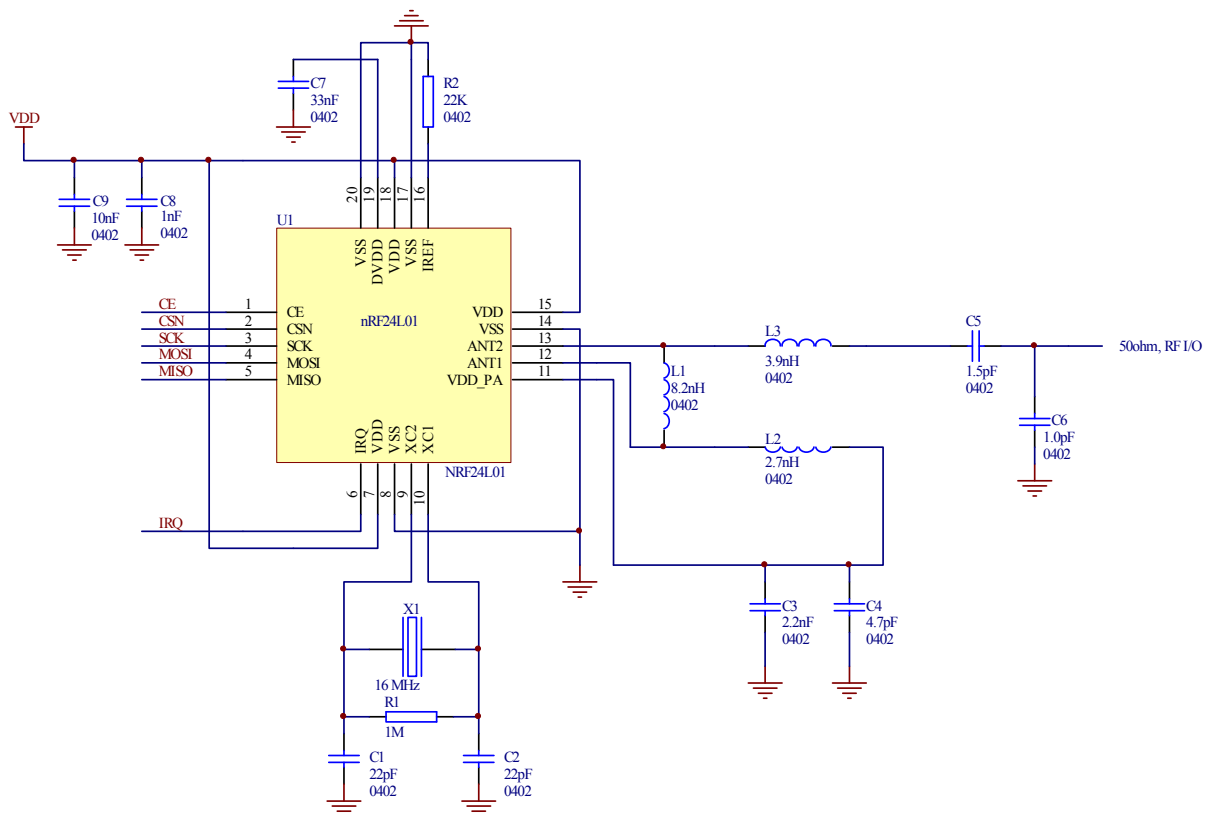 C7
33nF
0402
R2
22K
0402
VDD
C9
10nF
0402
C8
1nF
0402
20
19
18
17
16
U1
VSS
DVDD
VDD
VSS
IREF
nRF24L01
CE
1
CE
CSN
2
CSN
SCK
3
SCK
MOSI
4
MOSI
MISO
5
MISO
VDD
15
VSS
14
ANT2
13
ANT1
12
VDD_PA
11
L3
3.9nH
0402
C5
1.5pF
0402
50ohm, RF I/O
L1
8.2nH
0402
C6
1.0pF
0402
L2
2.7nH
0402
IRQ
VDD
VSS
XC2
XC1
NRF24L01
6
7
8
9
10
IRQ
C3
2.2nF
0402
C4
4.7pF
0402
X1
16 MHz
R1
1M
C1
22pF
0402
C2
22pF
0402